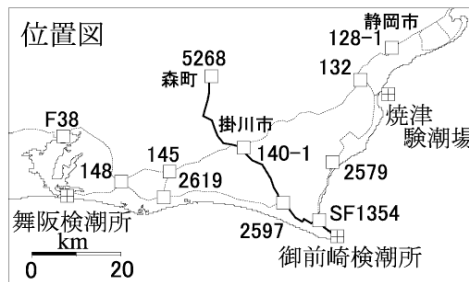 位置図
静岡市
128-1
5268
132
森町
焼津
験潮場
F38
掛川市
140-1
145
148
2579
2619
SF1354
舞阪検潮所
2597
km
御前崎検潮所
0
20